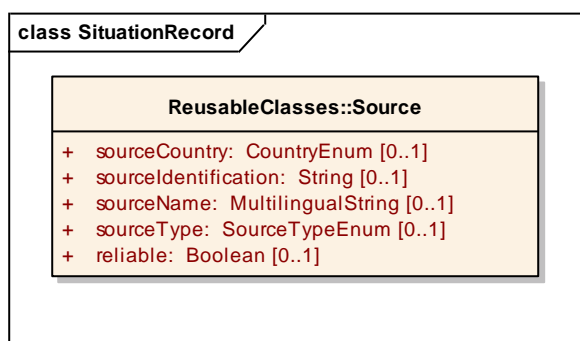 class SituationRecord
ReusableClasses::Source
+ sourceCountry: CountryEnum [0..1]
+ sourceIdentification: String [0..1]
+ sourceName: MultilingualString [0..1]
+ sourceType: SourceTypeEnum [0..1]
+ reliable: Boolean [0..1]